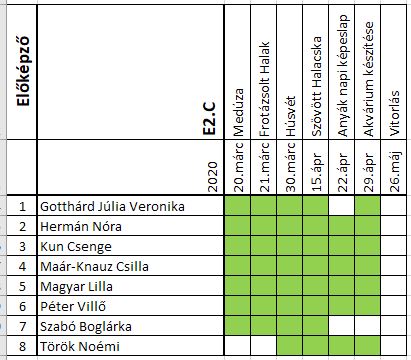 Előképző
E2.C
2020
Medúza
Frotázsolt Halak
Húsvét
Szövött Halacska
Anyák napi képeslap
Akvárium készítése
Vitorlás
20.márc
21.márc
30.márc
15.ápr
22.ápr
29.ápr
26.máj
1 Gotthárd Júlia Veronika
2 Hermán Nóra
3 Kun Csenge
4 Maár-Knauz Csilla
5 Magyar Lilla
6 Péter Villő
7 Szabó Boglárka
8 Török Noémi